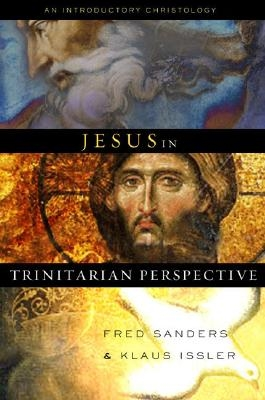 AN INTRODUCTORY CHRISTOLOGY
JESUS IN
TRINITARIAN PERSPECTIVE
FRED SANDERS
& KLAUS ISSLER